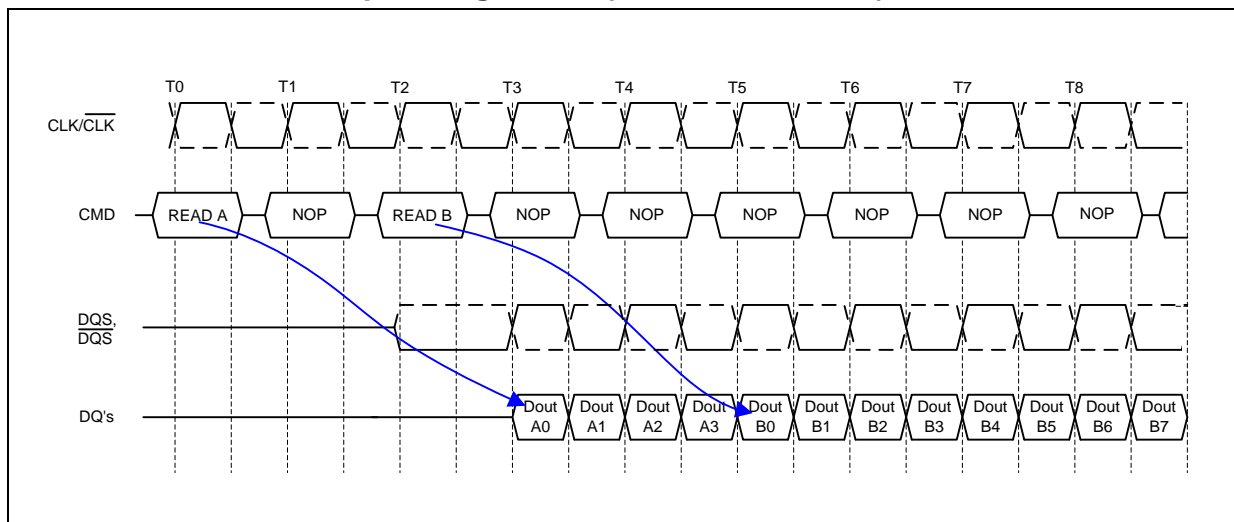 T0 T1 T2 T3 T4 T5 T6 T7 T8
CLK/CLK
CMD READ A NOP READ B NOP NOP NOP NOP NOP NOP
DQS,
DQS
DQ's
Dout Dout Dout Dout Dout Dout Dout Dout Dout Dout Dout Dout
A0 A1 A2 A3 B0 B1 B2 B3 B4 B5 B6 B7